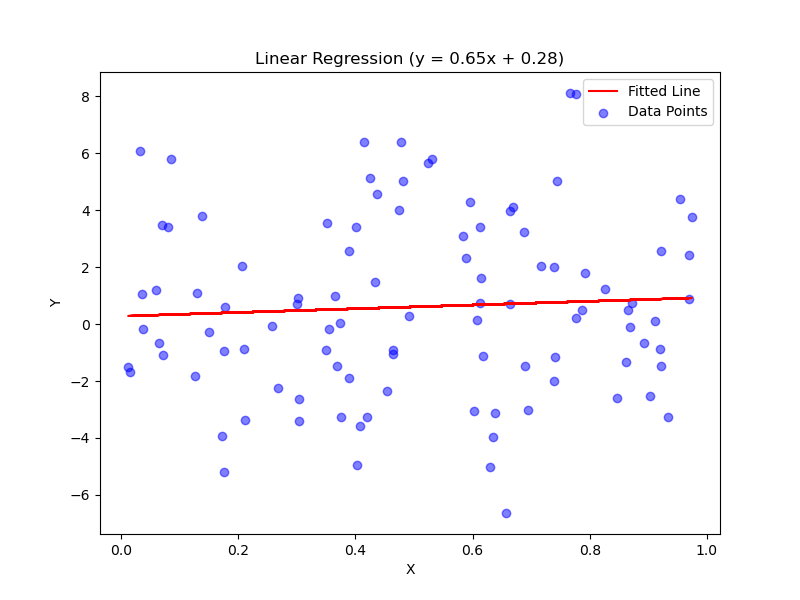 Linear Regression (y = 0.65x + 0.28)
Fitted Line
Data Points
8
6
4
2
0
−2
−4
−6
Y
0.0 0.2 0.4 0.6 0.8 1.0
X